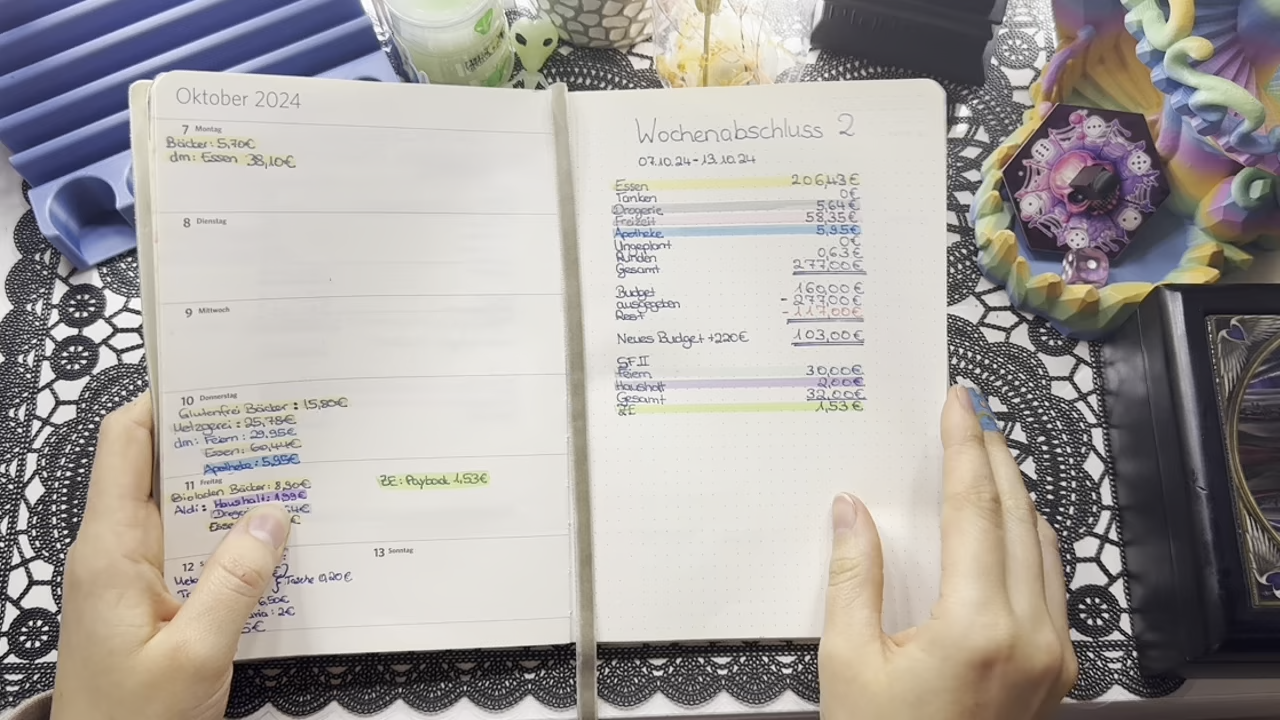 Oktober 2024
7 Montag
Bäcker: 5,70€
dm: Essen 38,10€
8 Dienstag
9 Mittwoch
10 Donnerstag
Glutenfrei Bäcker: 15,80€
Metzgerei: 25,78€
dm: Feiern: 29,95€
Essen: 60,44€
Apotheke: 5,95€
11 Freitag
Bioladen Bäcker: 8,90€
Aldi: Haushalt: 1,99€
ZE: Payback 1,53€
12
Tasche 0,20€
6,50€
2€
13 Sonntag
Wochenabschluss 2
07.10.24-13.10.24
Essen 206,43€
Tanken 0€
Drogerie 5,64€
Freizeit 58,35€
Apotheke 5,95€
Ungeplant 0€
Runden 0,63€
Gesamt 277,00€
Budget 160,00€
ausgegeben - 277,00€
Rest -117,00€
Neues Budget +220€ 103,00€
SF II
Feiern 30,00€
Haushalt 2,00€
Gesamt 32,00€
ZE 1,53€